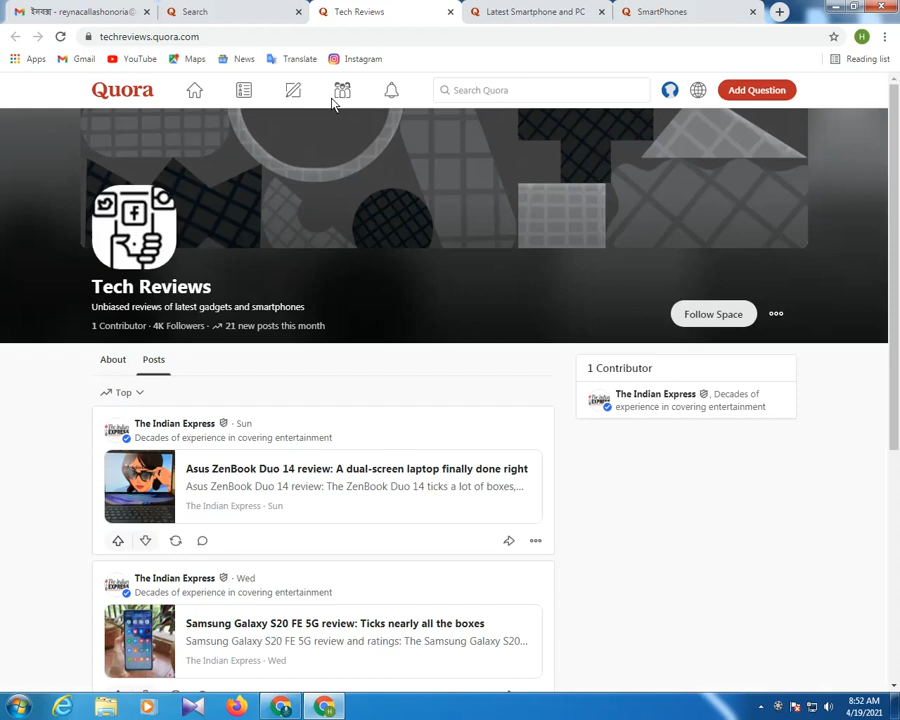 ইনবক্স - reynacallashonoria@
Search
Tech Reviews
Latest Smartphone and PC
SmartPhones
techreviews.quora.com
H
Apps
Gmail
YouTube
Maps
News
Translate
Instagram
Reading list
Quora
Search Quora
Add Question
Tech Reviews
Unbiased reviews of latest gadgets and smartphones
1 Contributor · 4K Followers · 21 new posts this month
Follow Space
About
Posts
Top
1 Contributor
The Indian Express , Decades of
experience in covering entertainment
The Indian Express · Sun
Decades of experience in covering entertainment
Asus ZenBook Duo 14 review: A dual-screen laptop finally done right
Asus ZenBook Duo 14 review: The ZenBook Duo 14 ticks a lot of boxes,...
The Indian Express · Sun
The Indian Express · Wed
Decades of experience in covering entertainment
Samsung Galaxy S20 FE 5G review: Ticks nearly all the boxes
Samsung Galaxy S20 FE 5G review and ratings: The Samsung Galaxy S20...
The Indian Express · Wed
8:52 AM
4/19/2021